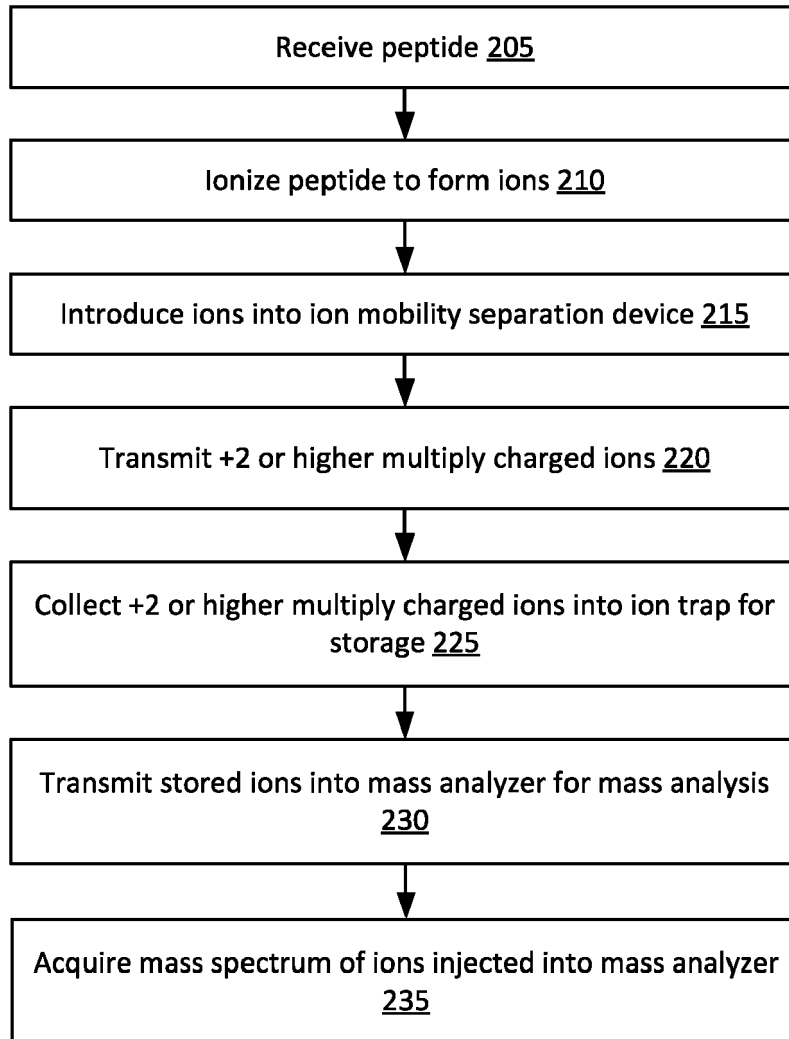 Receive peptide 205
Ionize peptide to form ions 210
Introduce ions into ion mobility separation device 215
Transmit +2 or higher multiply charged ions 220
Collect +2 or higher multiply charged ions into ion trap for
storage 225
Transmit stored ions into mass analyzer for mass analysis
230
Acquire mass spectrum of ions injected into mass analyzer
235